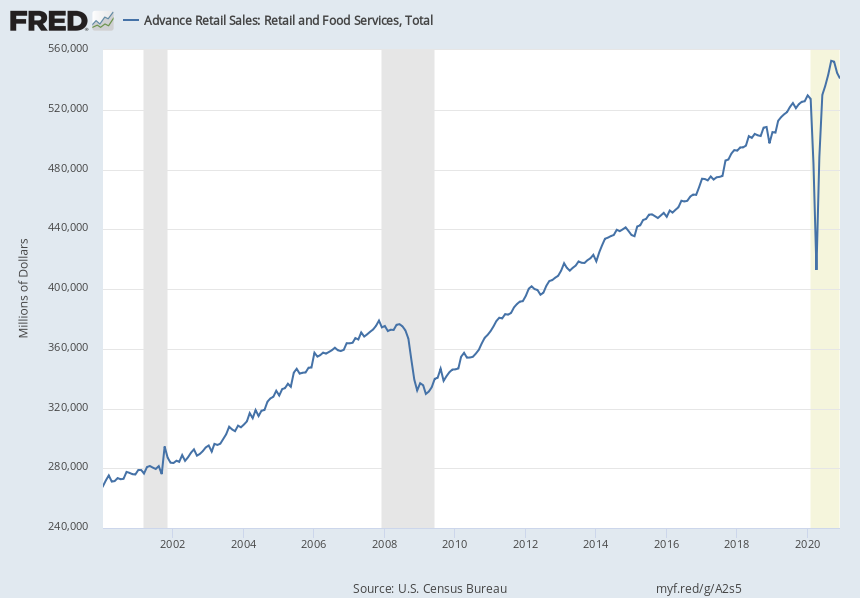 FRED
Advance Retail Sales: Retail and Food Services, Total
560,000
520,000
480,000
440,000
400,000
360,000
320,000
280,000
240,000
Millions of Dollars
2002 2004 2006 2008 2010 2012 2014 2016 2018 2020
Source: U.S. Census Bureau
myf.red/g/A2s5